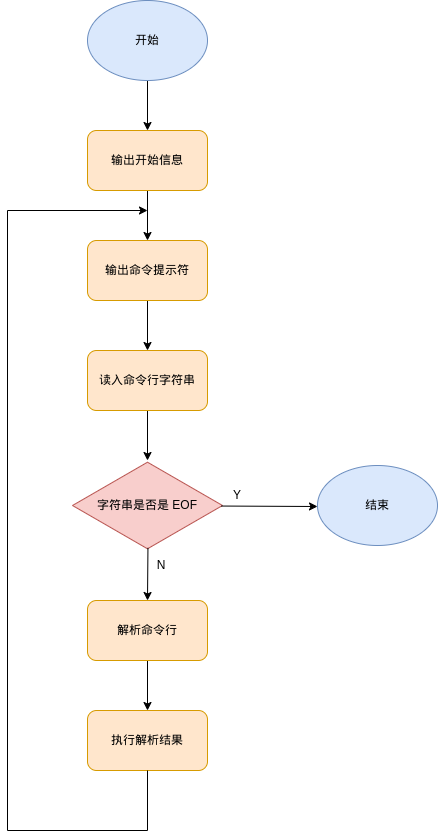 开始
输出开始信息
输出命令提示符
读入命令行字符串
字符串是否是 EOF
Y
结束
N
解析命令行
执行解析结果